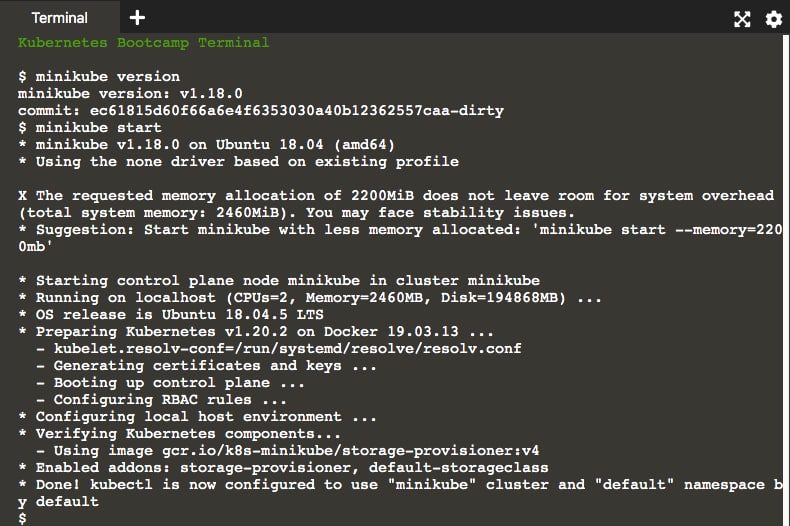 Terminal
Kubernetes Bootcamp Terminal
$ minikube version
minikube version: v1.18.0
commit: ec61815d60f66a6e4f6353030a40b12362557caa-dirty
$ minikube start
* minikube v1.18.0 on Ubuntu 18.04 (amd64)
* Using the none driver based on existing profile
X The requested memory allocation of 2200MiB does not leave room for system overhead
(total system memory: 2460MiB). You may face stability issues.
* Suggestion: Start minikube with less memory allocated: 'minikube start --memory=220
0mb'
* Starting control plane node minikube in cluster minikube
* Running on localhost (CPUs=2, Memory=2460MB, Disk=194868MB) ...
* OS release is Ubuntu 18.04.5 LTS
* Preparing Kubernetes v1.20.2 on Docker 19.03.13 ...
  - kubelet.resolv-conf=/run/systemd/resolve/resolv.conf
  - Generating certificates and keys ...
  - Booting up control plane ...
  - Configuring RBAC rules ...
* Configuring local host environment ...
* Verifying Kubernetes components...
  - Using image gcr.io/k8s-minikube/storage-provisioner:v4
* Enabled addons: storage-provisioner, default-storageclass
* Done! kubectl is now configured to use "minikube" cluster and "default" namespace b
y default
$